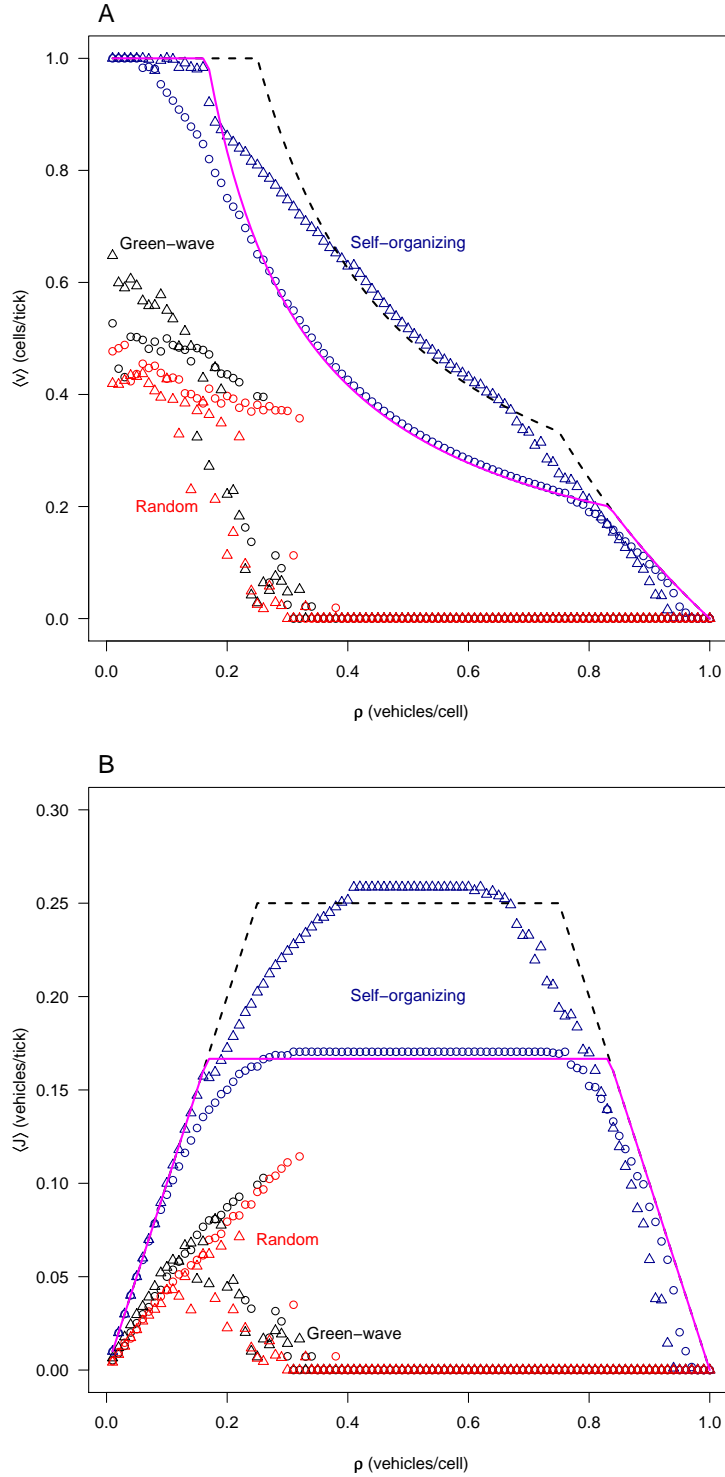 A
1.0
0.8
0.6
0.4
0.2
0.0
⟨v⟩ (cells/tick)
Green−wave
Self−organizing
Random
0.0 0.2 0.4 0.6 0.8 1.0
ρ (vehicles/cell)
B
0.30
0.25
0.20
0.15
0.10
0.05
0.00
⟨J⟩ (vehicles/tick)
Self−organizing
Random
Green−wave
0.0 0.2 0.4 0.6 0.8 1.0
ρ (vehicles/cell)